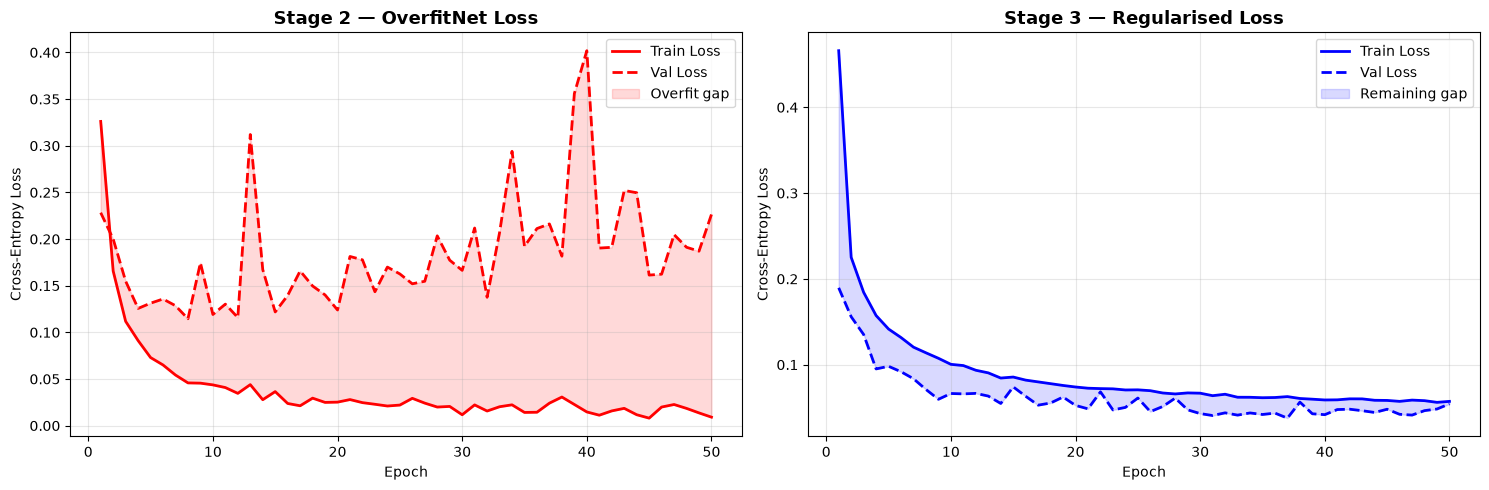 Stage 2 — OverfitNet Loss
Train Loss
Val Loss
Overfit gap
Cross-Entropy Loss
0.40
0.35
0.30
0.25
0.20
0.15
0.10
0.05
0.00
0 10 20 30 40 50
Epoch
Stage 3 — Regularised Loss
Train Loss
Val Loss
Remaining gap
Cross-Entropy Loss
0.4
0.3
0.2
0.1
0 10 20 30 40 50
Epoch